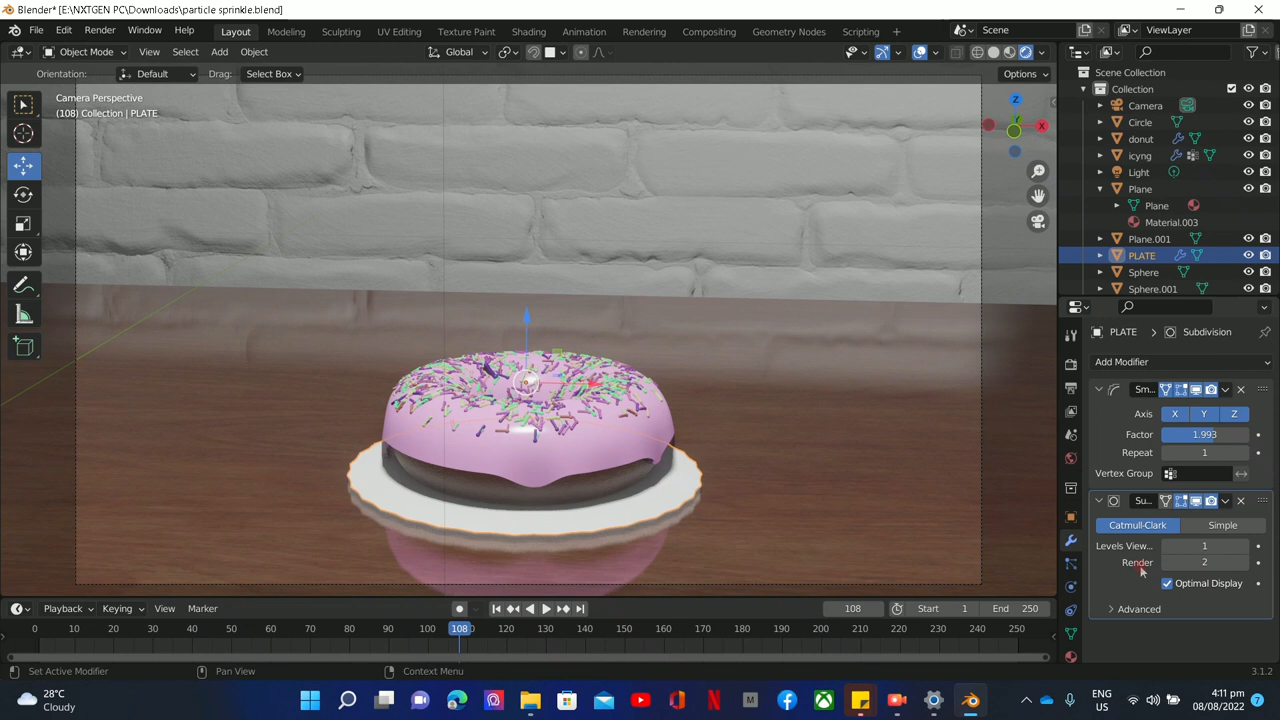 Blender* [E:\NXTGEN PC\Downloads\particle sprinkle.blend]
File Edit Render Window Help Layout Modeling Sculpting UV Editing Texture Paint Shading Animation Rendering Compositing Geometry Nodes Scripting + Scene ViewLayer
Object Mode View Select Add Object Global
Orientation: Default Drag: Select Box Options
Scene Collection
Camera Perspective
(108) Collection | PLATE
Z
X
Y
Collection
Camera
Circle
donut
icyng
Light
Plane
Plane
Material.003
Plane.001
PLATE
Sphere
Sphere.001
PLATE > Subdivision
Add Modifier
Sm...
Axis X Y Z
Factor 1.993
Repeat 1
Vertex Group
Su...
Catmull-Clark Simple
Levels View... 1
Render 2
Optimal Display
Advanced
Playback Keying View Marker 108 Start 1 End 250
0 10 20 30 40 50 60 70 80 90 100 108 120 130 140 150 160 170 180 190 200 210 220 230 240 250
Set Active Modifier Pan View Context Menu 3.1.2
28°C
Cloudy
M
ENG
US
4:11 pm
08/08/2022
7